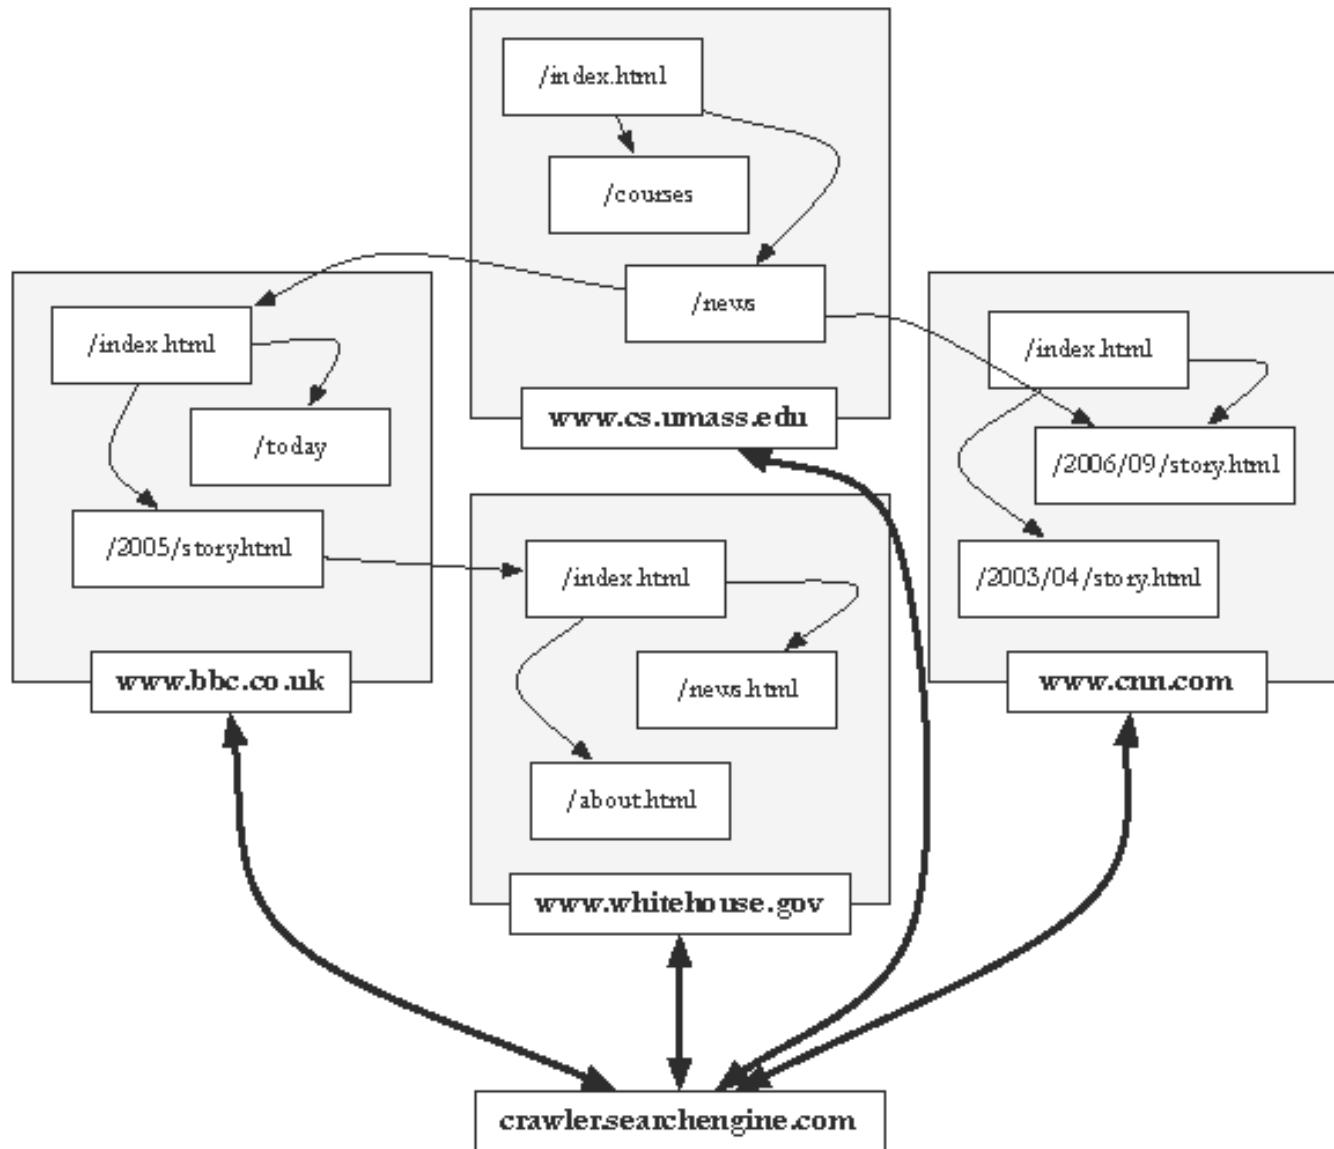 /index.html
/courses
/news
www.cs.umass.edu
/index.html
/today
/2005/story.html
www.bbc.co.uk
/index.html
/2006/09/story.html
/2003/04/story.html
www.cnn.com
/index.html
/news.html
/about.html
www.whitehouse.gov
crawler.searchengine.com